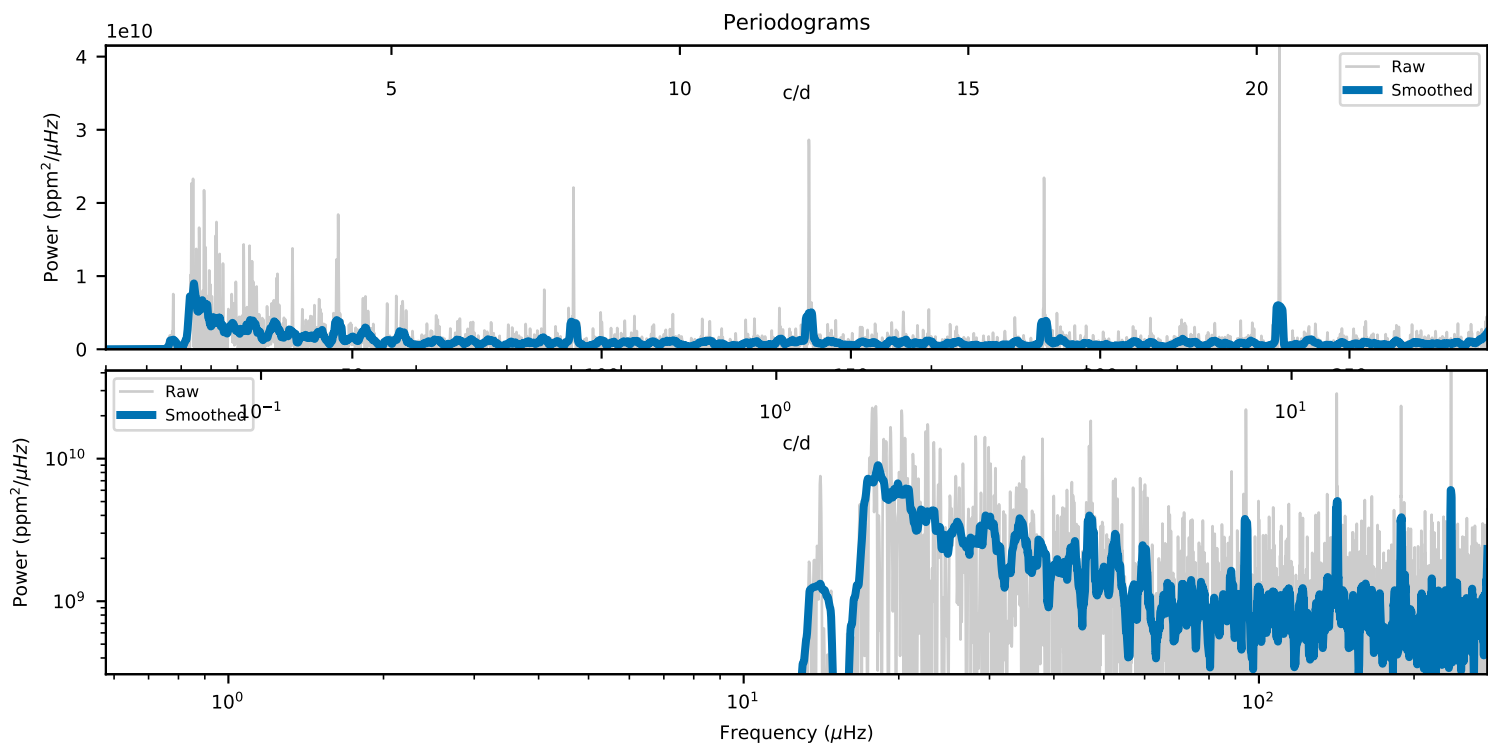 Periodograms
1e10
4
3
2
1
0
Power (ppm²/μHz)
5
10
15
20
c/d
Raw
Smoothed
Raw
Smoothed
10⁻¹
10⁰
10¹
c/d
10¹⁰
10⁹
Power (ppm²/μHz)
10⁰
10¹
10²
Frequency (μHz)